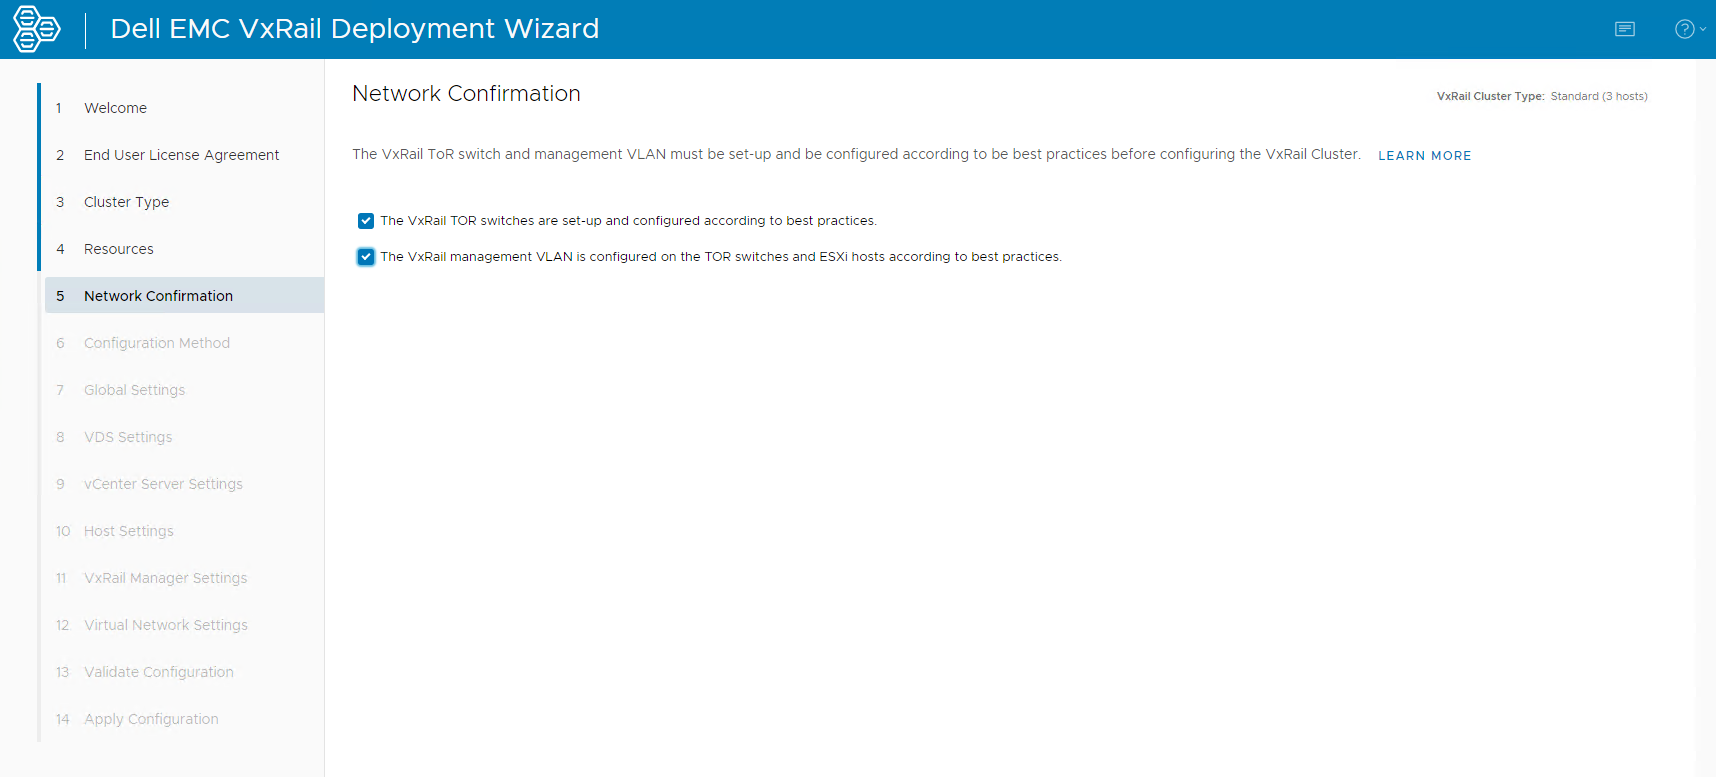 Dell EMC VxRail Deployment Wizard
1 Welcome
2 End User License Agreement
3 Cluster Type
4 Resources
5 Network Confirmation
6 Configuration Method
7 Global Settings
8 VDS Settings
9 vCenter Server Settings
10 Host Settings
11 VxRail Manager Settings
12 Virtual Network Settings
13 Validate Configuration
14 Apply Configuration
Network Confirmation
VxRail Cluster Type: Standard (3 hosts)
The VxRail ToR switch and management VLAN must be set-up and be configured according to be best practices before configuring the VxRail Cluster. LEARN MORE
The VxRail TOR switches are set-up and configured according to best practices.
The VxRail management VLAN is configured on the TOR switches and ESXi hosts according to best practices.